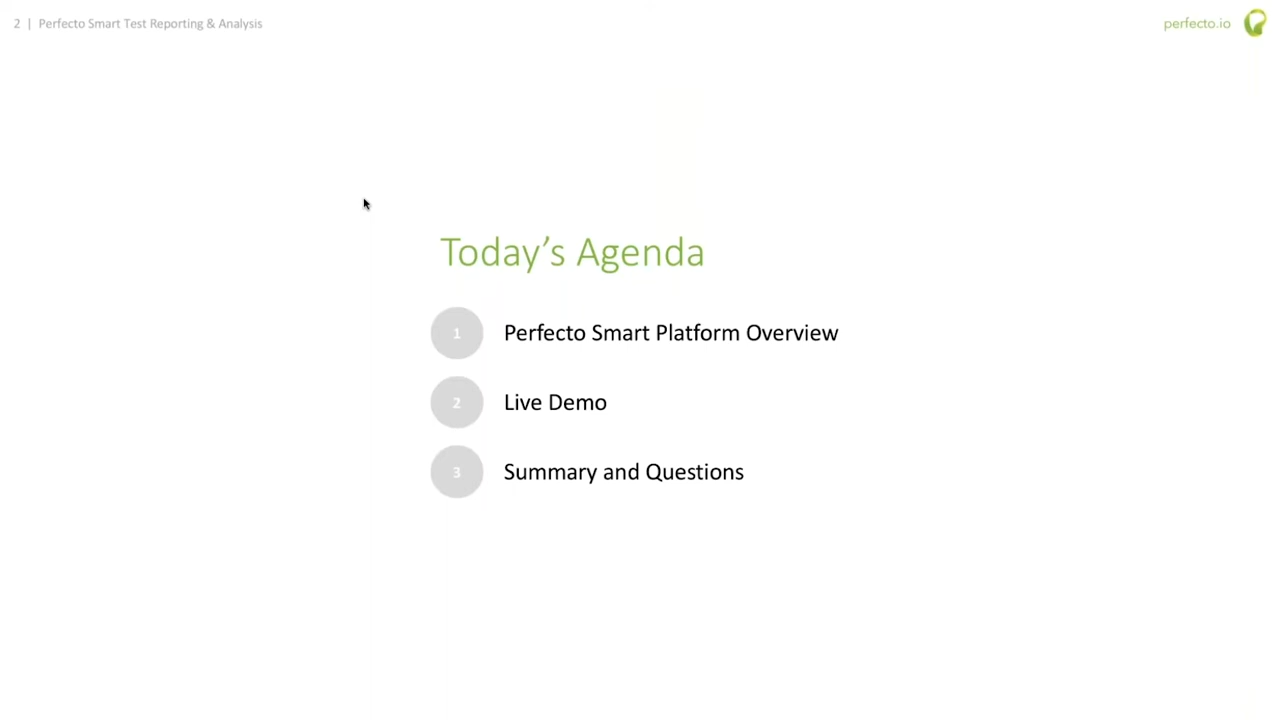 2 | Perfecto Smart Test Reporting & Analysis
perfecto.io
Today’s Agenda
1 Perfecto Smart Platform Overview
2 Live Demo
3 Summary and Questions